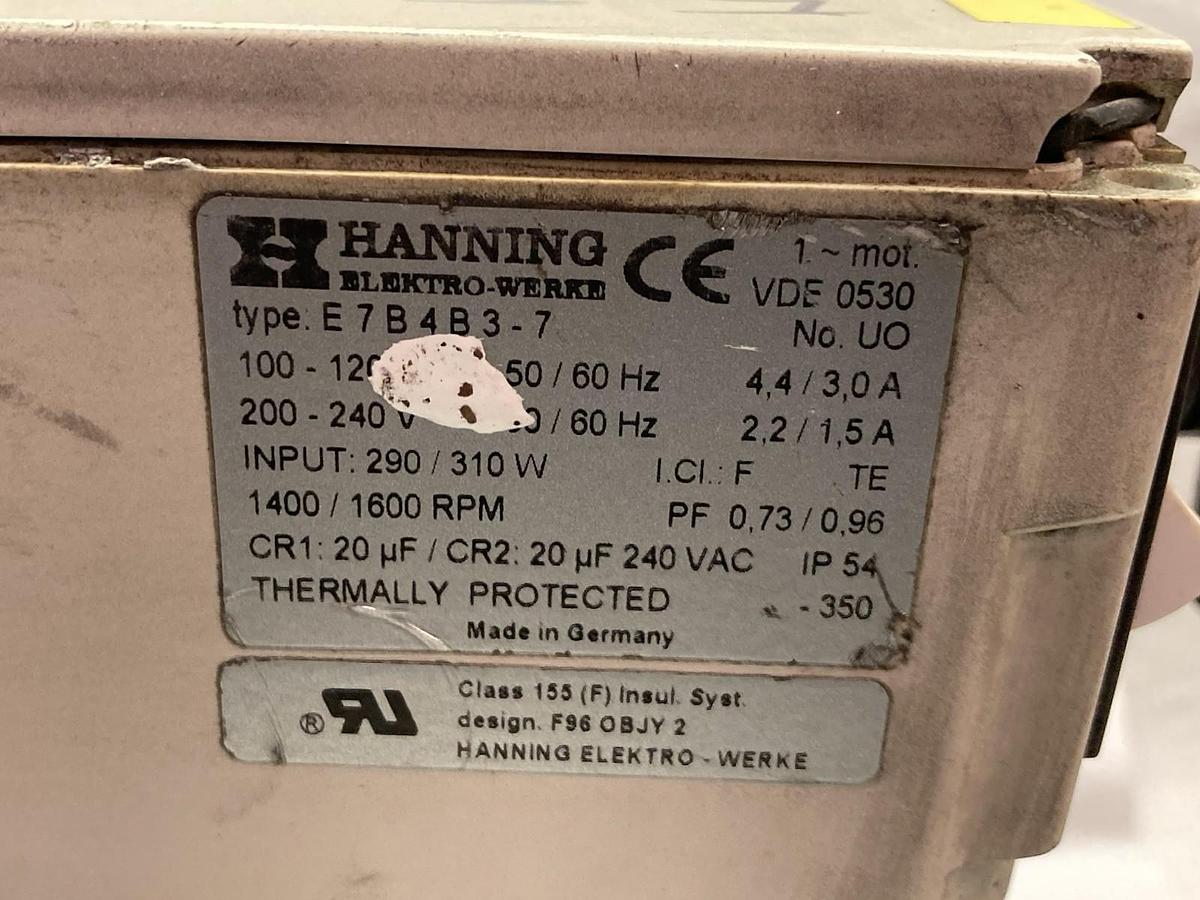 HANNING
ELEKTRO-WERKE
CE
1 ~ mot.
VDE 0530
type. E 7 B 4 B 3 - 7
No. UO
100 - 120 50 / 60 Hz 4,4 / 3,0 A
200 - 240 V / 60 Hz 2,2 / 1,5 A
INPUT: 290 / 310 W I.Cl.: F TE
1400 / 1600 RPM PF 0,73 / 0,96
CR1: 20 µF / CR2: 20 µF 240 VAC IP 54
THERMALLY PROTECTED - 350
Made in Germany
® RU
Class 155 (F) Insul. Syst.
design. F96 OBJY 2
HANNING ELEKTRO - WERKE